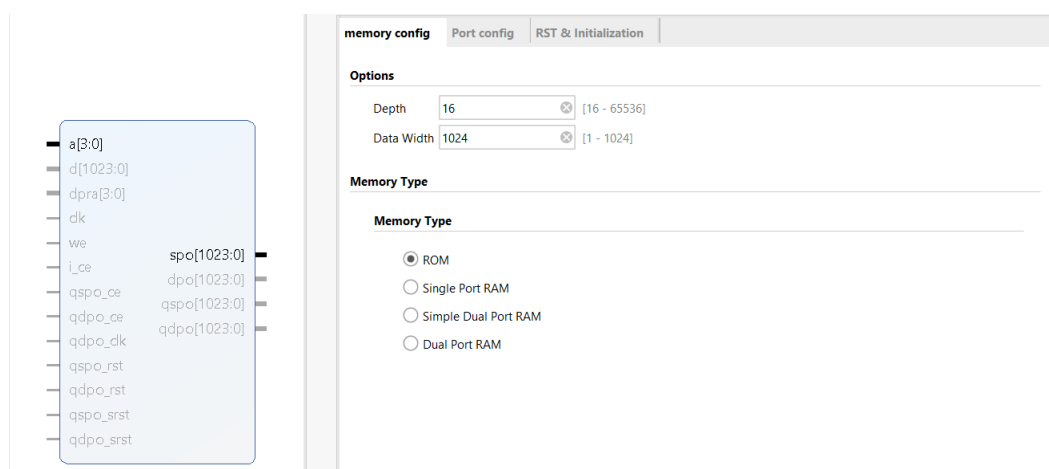 memory config Port config RST & Initialization
Options
Depth 16 [16 - 65536]
Data Width 1024 [1 - 1024]
Memory Type
Memory Type
ROM
Single Port RAM
Simple Dual Port RAM
Dual Port RAM
a[3:0]
d[1023:0]
dpra[3:0]
clk
we
i_ce
qspo_ce
qdpo_ce
qdpo_clk
qspo_rst
qdpo_rst
qspo_srst
qdpo_srst
spo[1023:0]
dpo[1023:0]
qspo[1023:0]
qdpo[1023:0]